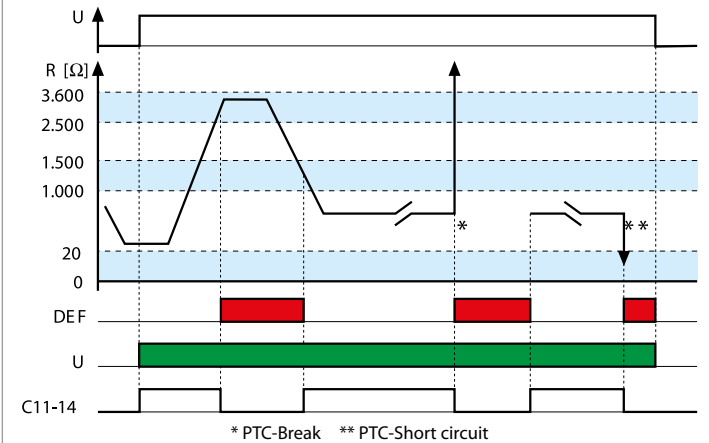 U
R [Ω]
3.600
2.500
1.500
1.000
*
* *
20
0
DEF
U
C11-14
* PTC-Break ** PTC-Short circuit